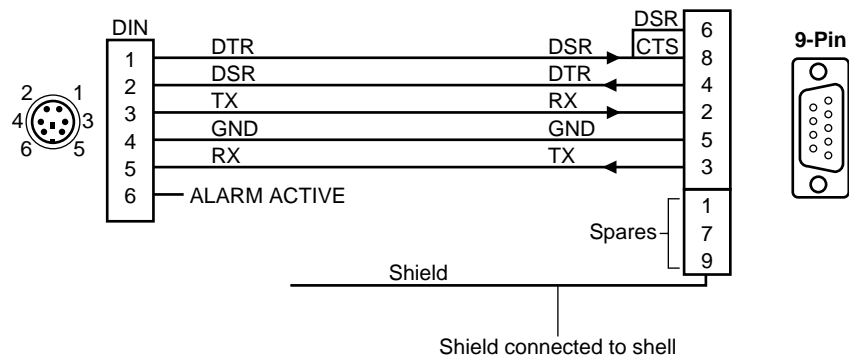 DIN
9-Pin
DSR 6
1 DTR DSR CTS 8
2 DSR DTR 4
3 TX RX 2
4 GND GND 5
5 RX TX 3
6 ALARM ACTIVE
2 1
4 3
6 5
Spares
1
7
9
Shield
Shield connected to shell